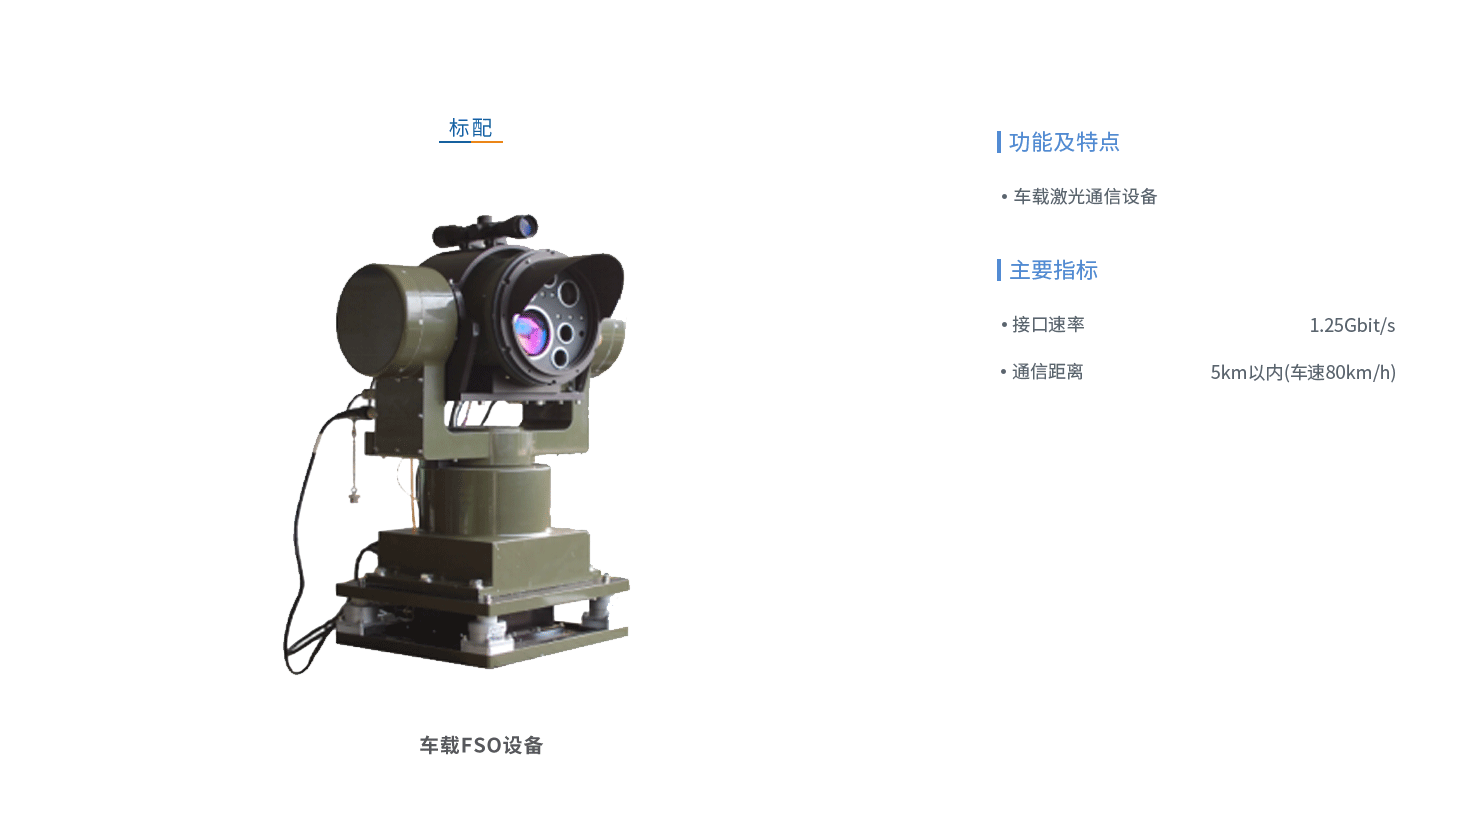 标配
车载FSO设备
功能及特点
• 车载激光通信设备
主要指标
• 接口速率 1.25Gbit/s
• 通信距离 5km以内(车速80km/h)